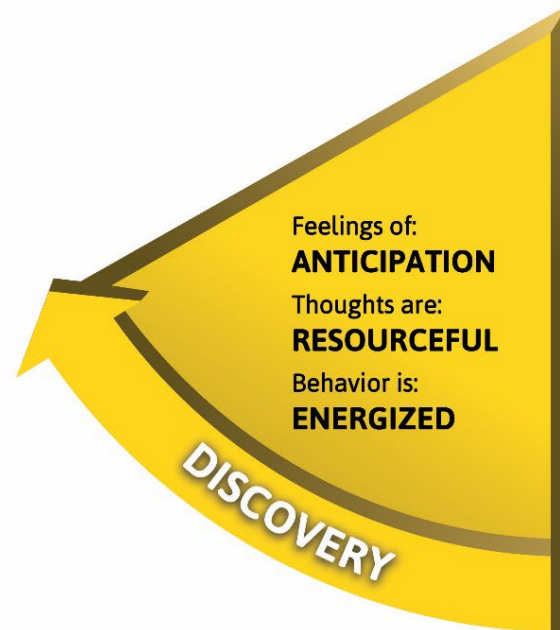 Feelings of:
ANTICIPATION
Thoughts are:
RESOURCEFUL
Behavior is:
ENERGIZED
DISCOVERY